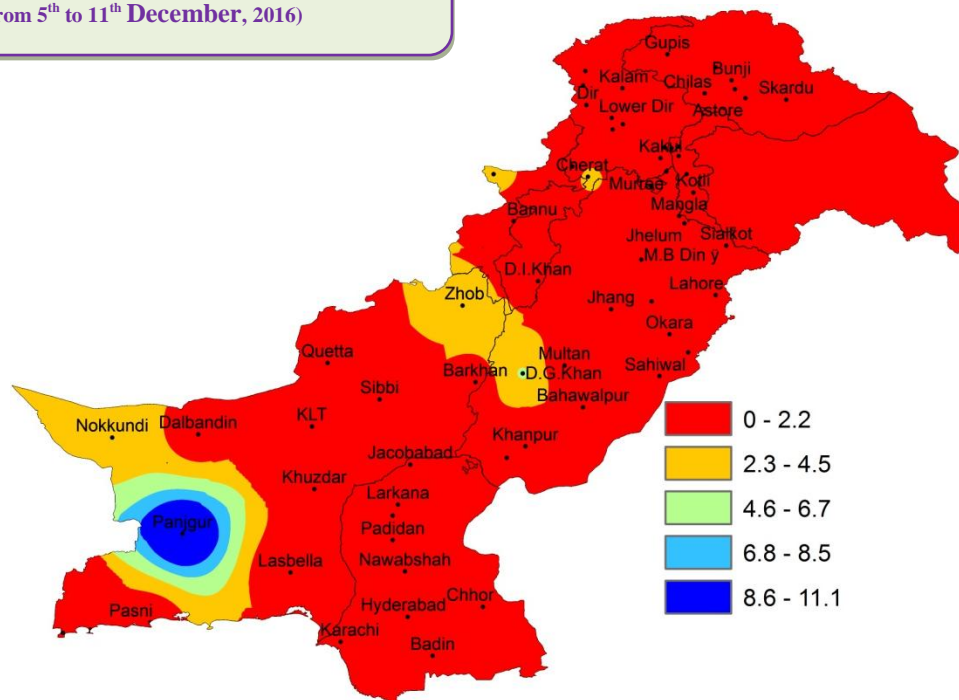 rom 5th to 11th December, 2016)
Gupis
Bunji
Kalam
Chilas
Skardu
Dir
Lower Dir
Astore
Cherat
Kotli
Mangla
Bannu
Jhelum
Sialkot
M.B Din ÿ
D.I.Khan
Lahore
Zhob
Jhang
Okara
Quetta
Multan
Sahiwal
Barkhan
D.G.Khan
Sibbi
Bahawalpur
Nokkundi
Dalbandin
KLT
Khanpur
Jacobabad
Khuzdar
Larkana
Panjgur
Padidan
Lasbella
Nawabshah
Pasni
Hyderabad
Chhor
Karachi
Badin
0 - 2.2
2.3 - 4.5
4.6 - 6.7
6.8 - 8.5
8.6 - 11.1